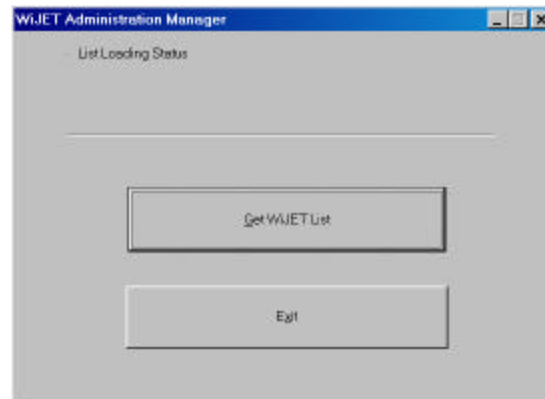 WiJET Administration Manager
List Loading Status
Get WiJET List
Exit